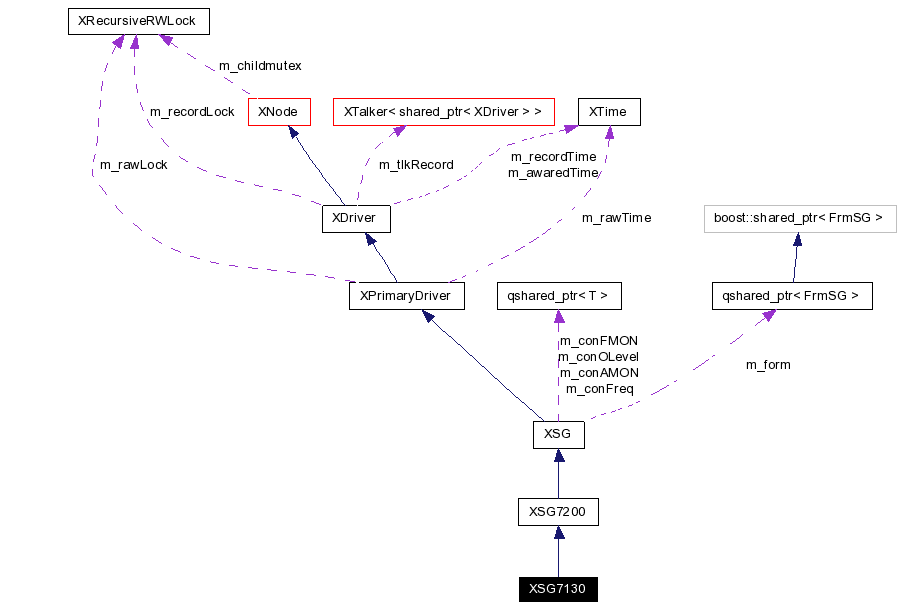 XRecursiveRWLock
m_childmutex
XNode
XTalker< shared_ptr< XDriver > >
XTime
m_recordLock
m_rawLock
m_tlkRecord
m_recordTime
m_awaredTime
XDriver
m_rawTime
boost::shared_ptr< FrmSG >
XPrimaryDriver
qshared_ptr< T >
qshared_ptr< FrmSG >
m_conFMON
m_conOLevel
m_conAMON
m_conFreq
m_form
XSG
XSG7200
XSG7130